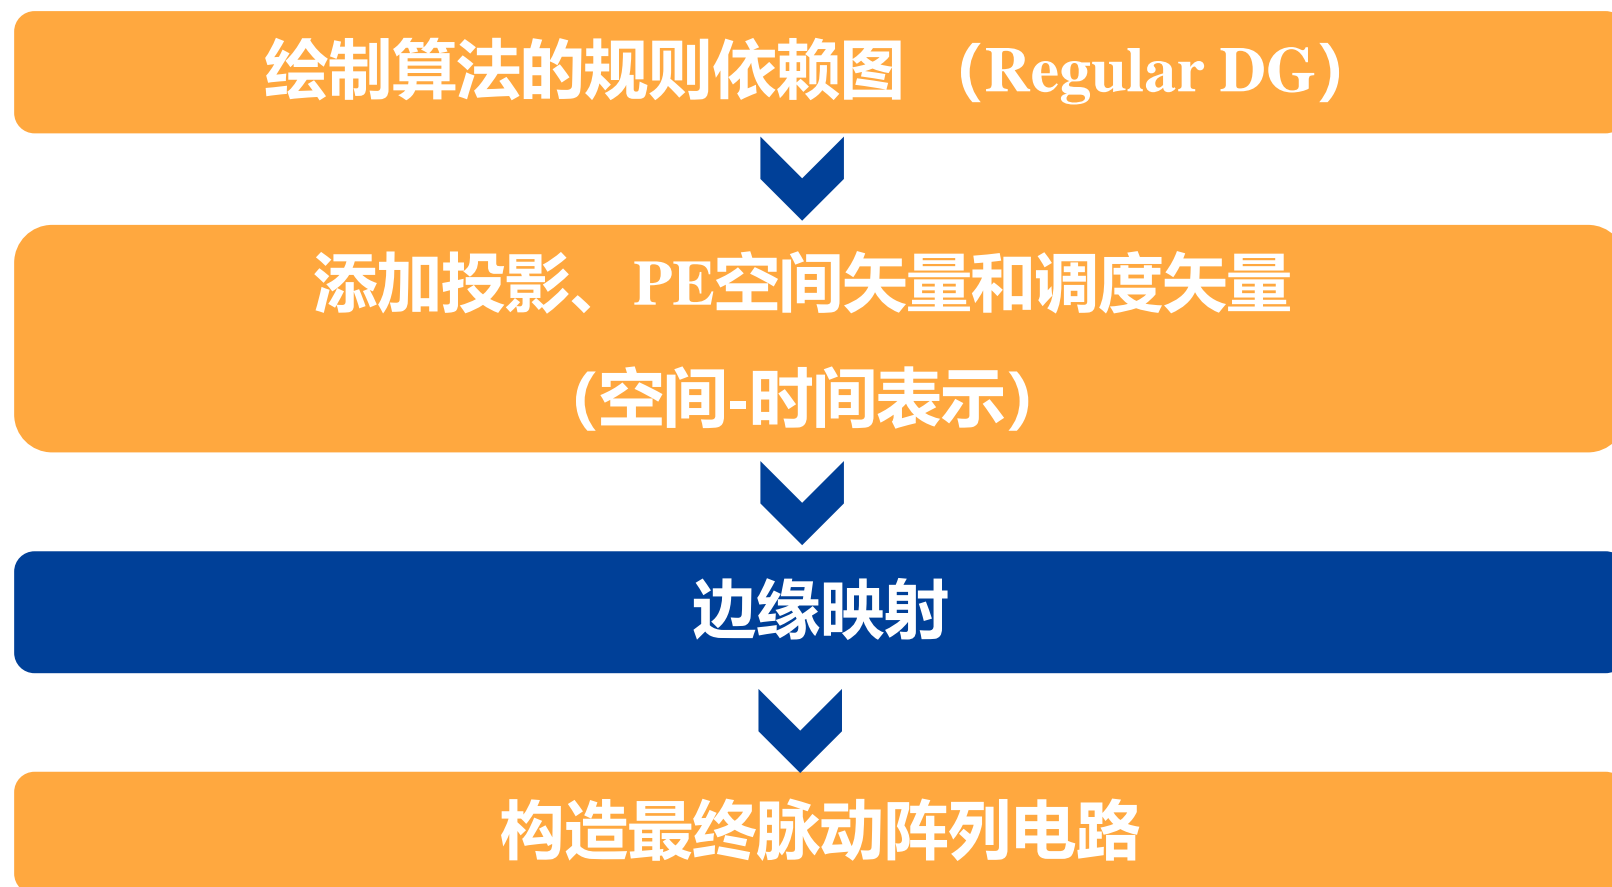 绘制算法的规则依赖图 （Regular DG）
添加投影、PE空间矢量和调度矢量
（空间-时间表示）
边缘映射
构造最终脉动阵列电路